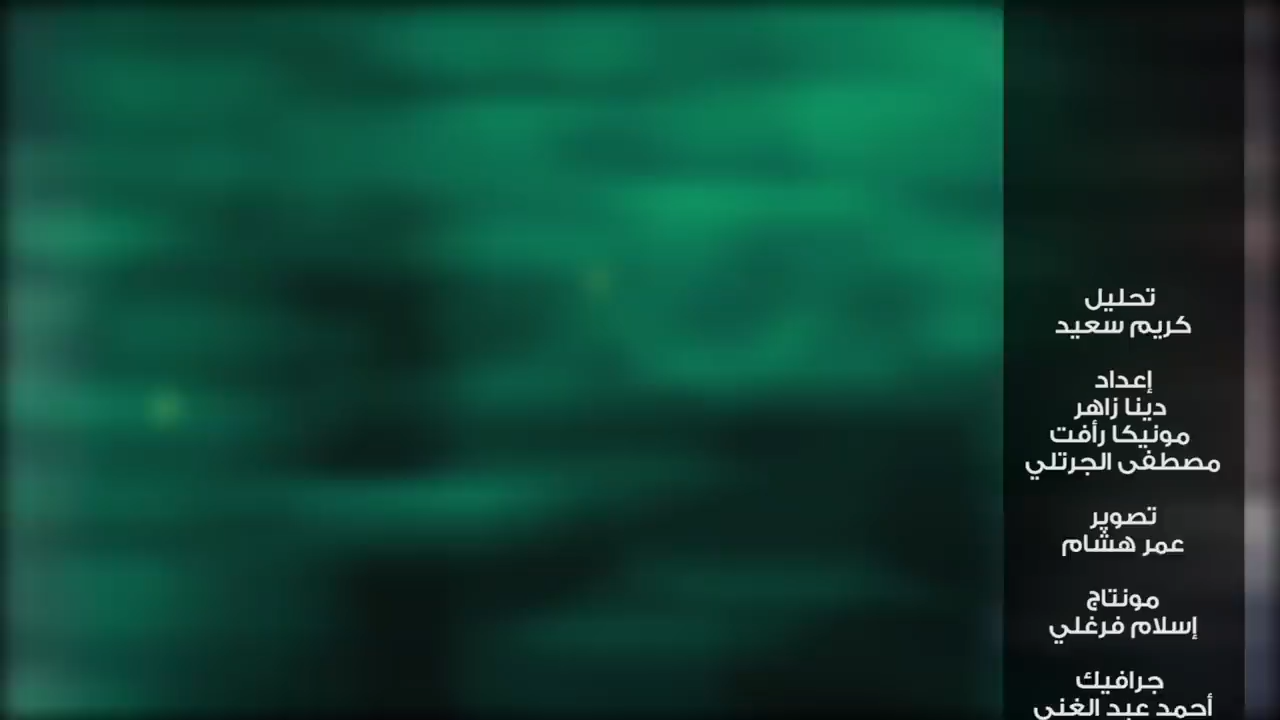 تحليل
كريم سعيد
إعداد
دينا زاهر
مونيكا رأفت
مصطفى الجرتلي
تصوير
عمر هشام
مونتاج
إسلام فرغلي
جرافيك
أحمد عبد الغني